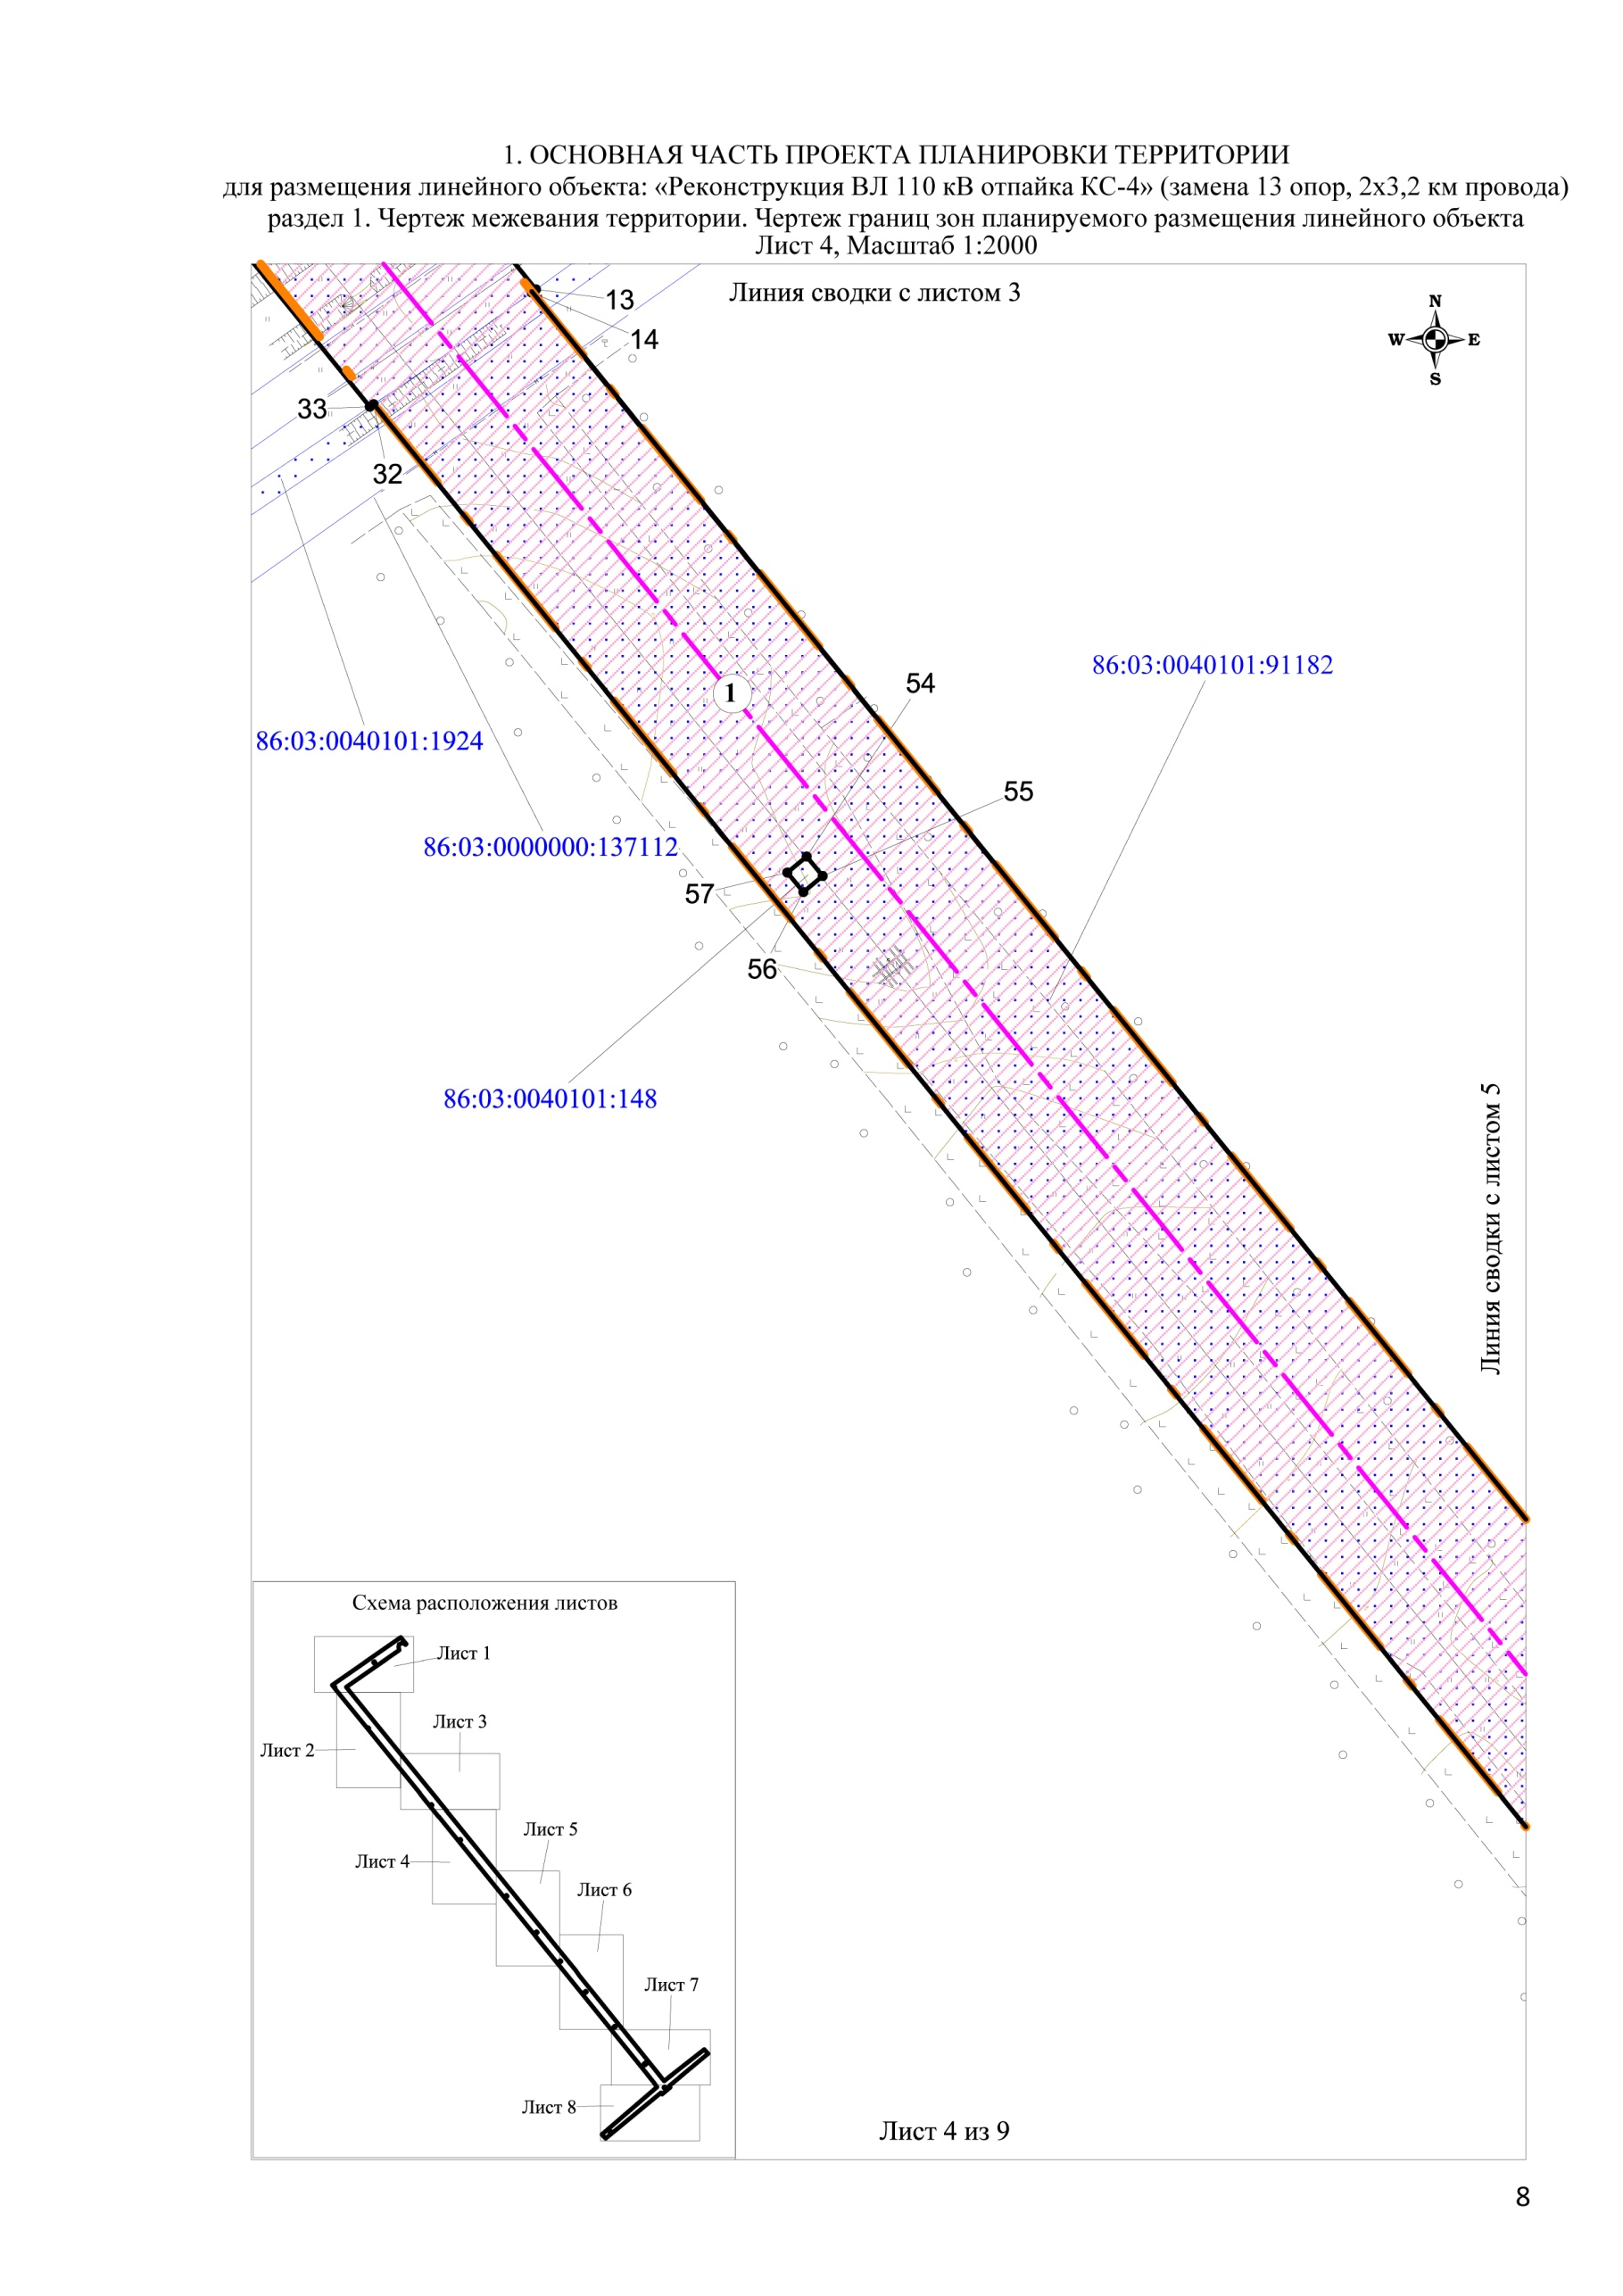 1. ОСНОВНАЯ ЧАСТЬ ПРОЕКТА ПЛАНИРОВКИ ТЕРРИТОРИИ
для размещения линейного объекта: «Реконструкция ВЛ 110 кВ отпайка КС-4» (замена 13 опор, 2х3,2 км провода)
раздел 1. Чертеж межевания территории. Чертеж границ зон планируемого размещения линейного объекта
Лист 4, Масштаб 1:2000
Линия сводки с листом 3
13
14
N
W
E
S
33
32
54
86:03:0040101:91182
1
86:03:0040101:1924
55
86:03:0000000:137112
57
56
86:03:0040101:148
Линия сводки с листом 5
Схема расположения листов
Лист 1
Лист 3
Лист 2
Лист 5
Лист 4
Лист 6
Лист 7
Лист 8
Лист 4 из 9
8